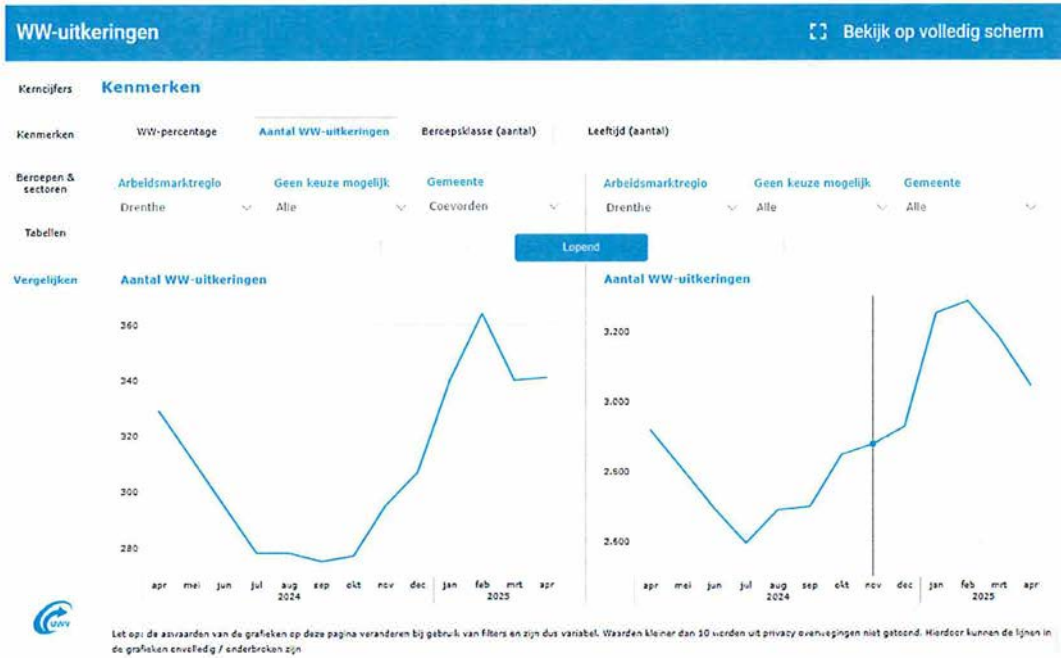 WW-uitkeringen
Bekijk op volledig scherm
Kerncijfers
Kenmerken
Beroepen &
sectoren
Tabellen
Vergelijken
Kenmerken
WW-percentage
Aantal WW-uitkeringen
Beroepsklasse (aantal)
Leeftijd (aantal)
Arbeidsmarktregio
Geen keuze mogelijk
Gemeente
Drenthe
Alle
Coevorden
Arbeidsmarktregio
Geen keuze mogelijk
Gemeente
Drenthe
Alle
Alle
Lopend
Aantal WW-uitkeringen
360
340
320
300
280
apr mei jun jul aug sep okt nov dec jan feb mrt apr
2024 2025
Aantal WW-uitkeringen
3.200
3.000
2.800
2.600
apr mei jun jul aug sep okt nov dec jan feb mrt apr
2024 2025
UWV
Let op: de aswaarden van de grafieken op deze pagina veranderen bij gebruik van filters en zijn dus variabel. Waarden kleiner dan 10 worden uit privacy overwegingen niet getoond. Hierdoor kunnen de lijnen in
de grafieken onvolledig / onderbroken zijn